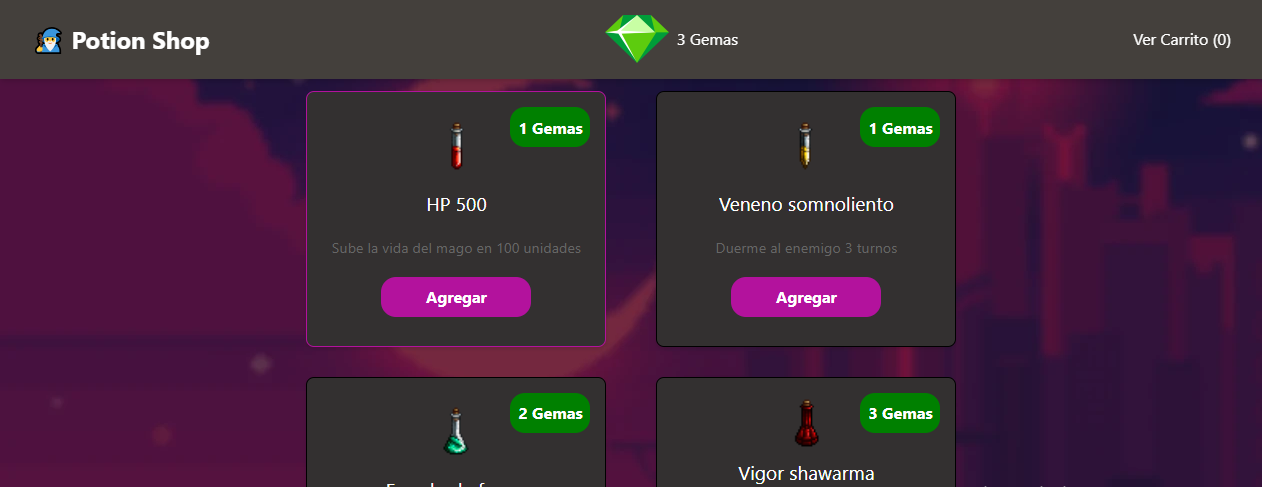 Potion Shop
3 Gemas
Ver Carrito (0)
1 Gemas
HP 500
Sube la vida del mago en 100 unidades
Agregar
1 Gemas
Veneno somnoliento
Duerme al enemigo 3 turnos
Agregar
2 Gemas
3 Gemas
Vigor shawarma